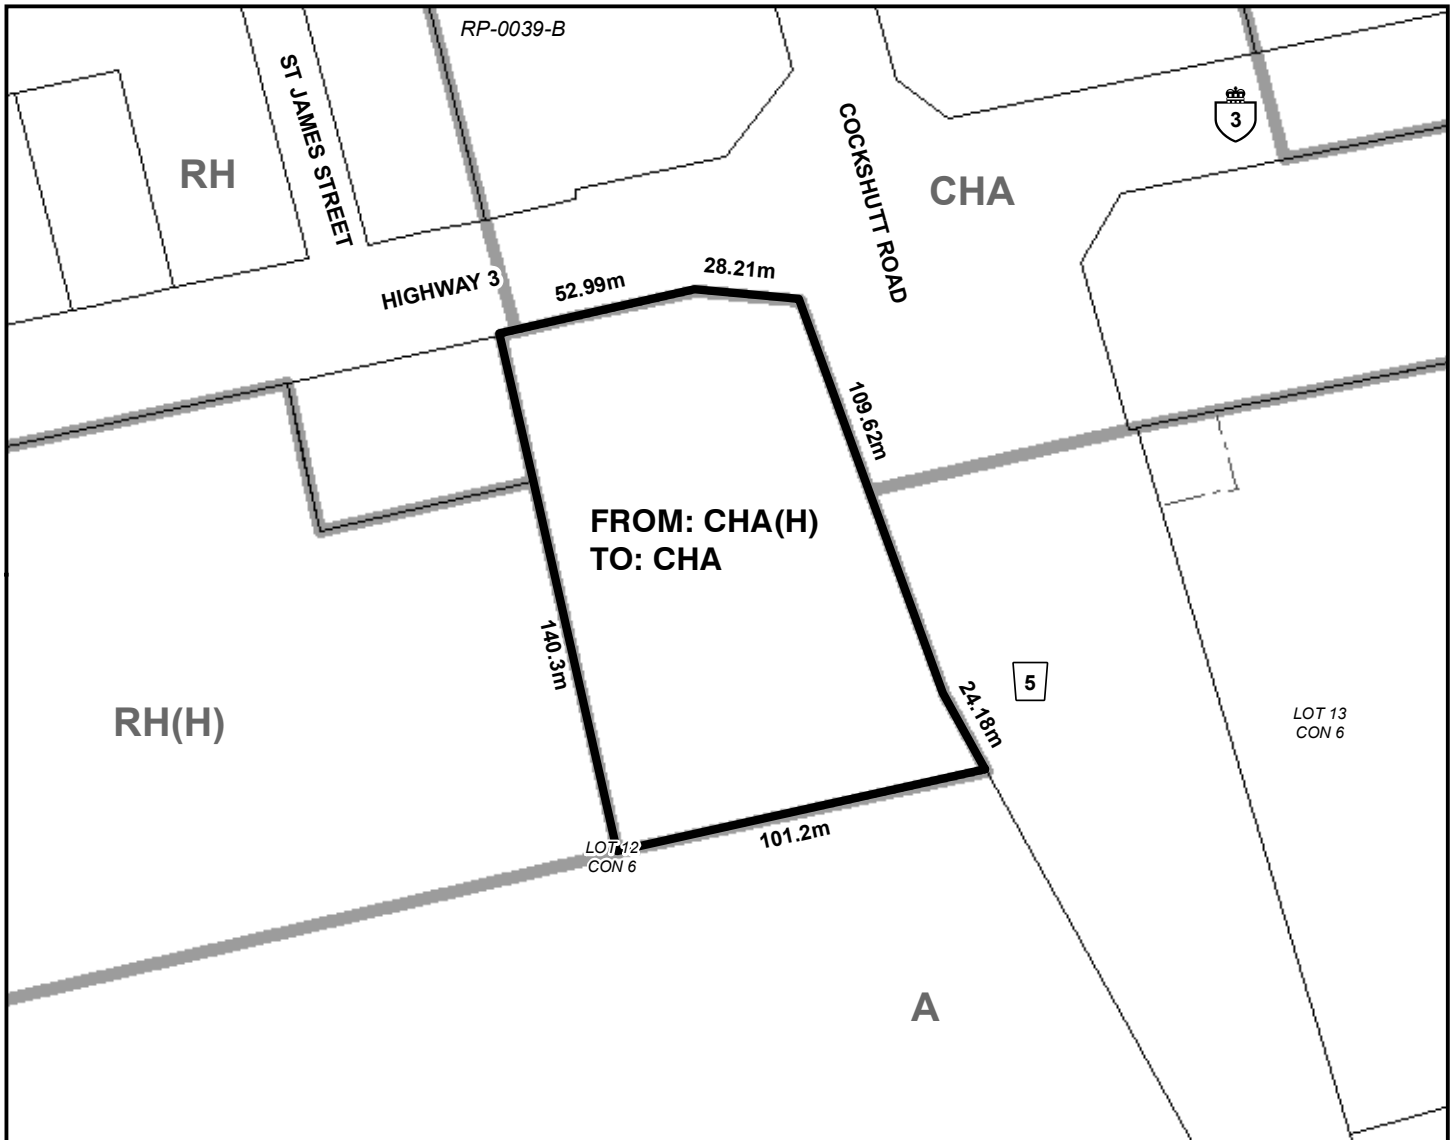 RP-0039-B
ST JAMES STREET
3
RH
COCKSHUTT ROAD
CHA
HIGHWAY 3
52.99m
28.21m
109.62m
FROM: CHA(H)
TO: CHA
140.3m
24.18m
5
RH(H)
LOT 13
CON 6
101.2m
LOT 12
CON 6
A